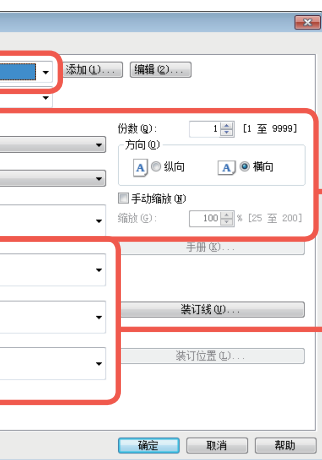 添加(1)... 编辑(2)...
份数(Q): 1 [1 至 9999]
方向(O)
A 纵向 A 横向
手动缩放(N)
缩放(G): 100 % [25 至 200]
手册(K)...
装订线(U)...
装订位置(L)...
确定 取消 帮助